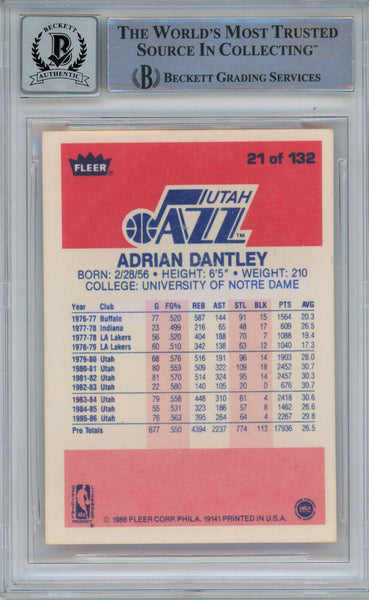 BECKETT
AUTHENTIC
THE WORLD'S MOST TRUSTED
SOURCE IN COLLECTING™
BECKETT GRADING SERVICES
FLEER
21 of 132
UTAH
JAZZ
TM
ADRIAN DANTLEY
BORN: 2/28/56 • HEIGHT: 6'5" • WEIGHT: 210
COLLEGE: UNIVERSITY OF NOTRE DAME
Year Club G FG% REB AST STL BLK PTS AVG
1976-77 Buffalo 77 .520 587 144 91 15 1564 20.3
1977-78 Indiana 23 .499 216 65 48 17 609 26.5
1977-78 LA Lakers 56 .520 404 188 70 7 1088 19.4
1978-79 LA Lakers 60 .510 342 138 63 12 1040 17.3
1979-80 Utah 68 .576 516 191 96 14 1903 28.0
1980-81 Utah 80 .559 509 322 109 18 2452 30.7
1981-82 Utah 81 .570 514 324 95 14 2457 30.3
1982-83 Utah 22 .580 140 105 20 0 676 30.7
1983-84 Utah 79 .558 448 310 61 4 2418 30.6
1984-85 Utah 55 .531 323 186 57 8 1462 26.6
1985-86 Utah 76 .563 395 264 64 4 2267 29.8
Pro Totals 677 .550 4394 2237 774 113 17936 26.5
OFFICIAL
LICENSED
NBA
PRODUCT
© 1986 FLEER CORP. PHILA. 19141 PRINTED IN U.S.A.